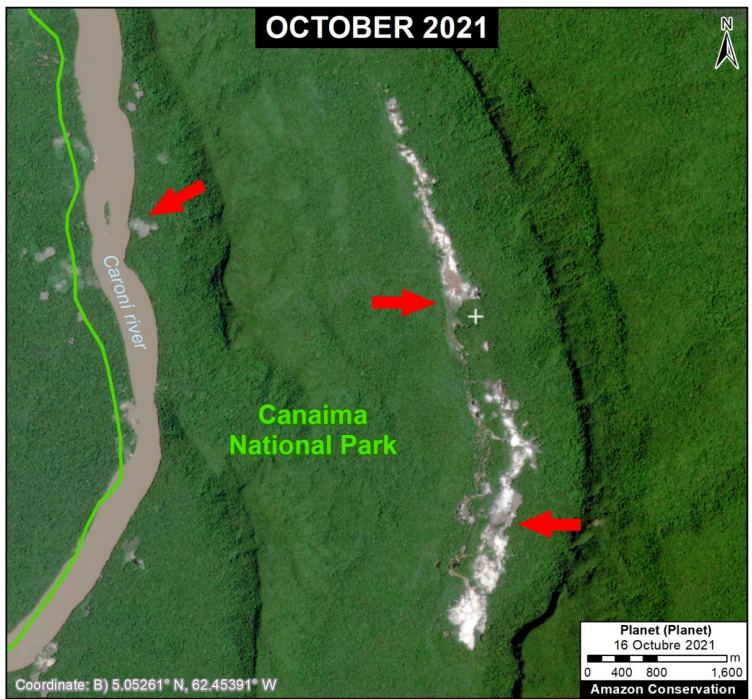 OCTOBER 2021
N
Caroní river
Canaima
National Park
Planet (Planet)
16 Octubre 2021
m
0 400 800 1,600
Amazon Conservation
Coordinate: B) 5.05261° N, 62.45391° W